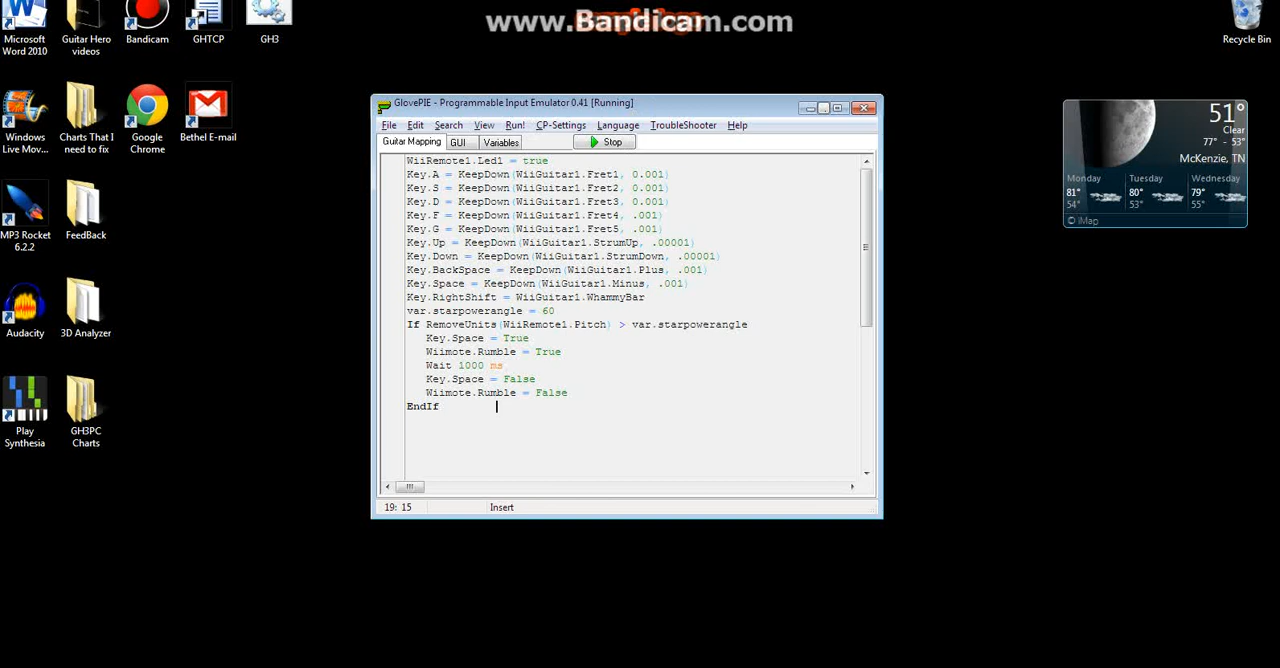 www.Bandicam.com
Microsoft Word 2010
Guitar Hero videos
Bandicam
GHTCP
GH3
Recycle Bin
Windows Live Mov...
Charts That I need to fix
Google Chrome
Bethel E-mail
MP3 Rocket 6.2.2
FeedBack
Audacity
3D Analyzer
Play Synthesia
GH3PC Charts
GlovePIE - Programmable Input Emulator 0.41 [Running]
File Edit Search View Run! CP-Settings Language TroubleShooter Help
Guitar Mapping GUI Variables Stop
WiiRemote1.Led1 = true
Key.A = KeepDown(WiiGuitar1.Fret1, 0.001)
Key.S = KeepDown(WiiGuitar1.Fret2, 0.001)
Key.D = KeepDown(WiiGuitar1.Fret3, 0.001)
Key.F = KeepDown(WiiGuitar1.Fret4, .001)
Key.G = KeepDown(WiiGuitar1.Fret5, .001)
Key.Up = KeepDown(WiiGuitar1.StrumUp, .00001)
Key.Down = KeepDown(WiiGuitar1.StrumDown, .00001)
Key.BackSpace = KeepDown(WiiGuitar1.Plus, .001)
Key.Space = KeepDown(WiiGuitar1.Minus, .001)
Key.RightShift = WiiGuitar1.WhammyBar
var.starpowerangle = 60
If RemoveUnits(WiiRemote1.Pitch) > var.starpowerangle
Key.Space = True
Wiimote.Rumble = True
Wait 1000 ms
Key.Space = False
Wiimote.Rumble = False
EndIf
19: 15 Insert
51°
Clear
77° - 53°
McKenzie, TN
Monday Tuesday Wednesday
81° 80° 79°
54° 53° 55°
© iMap